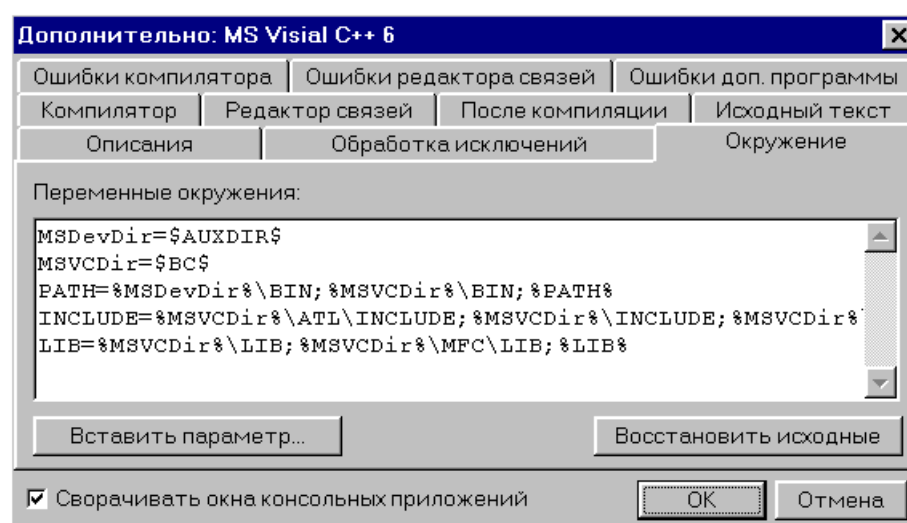 Дополнительно: MS Visial C++ 6
Ошибки компилятора Ошибки редактора связей Ошибки доп. программы
Компилятор Редактор связей После компиляции Исходный текст
Описания Обработка исключений Окружение
Переменные окружения:
MSDevDir=$AUXDIR$
MSVCDir=$BC$
PATH=%MSDevDir%\BIN;%MSVCDir%\BIN;%PATH%
INCLUDE=%MSVCDir%\ATL\INCLUDE;%MSVCDir%\INCLUDE;%MSVCDir%
LIB=%MSVCDir%\LIB;%MSVCDir%\MFC\LIB;%LIB%
Вставить параметр... Восстановить исходные
Сворачивать окна консольных приложений OK Отмена